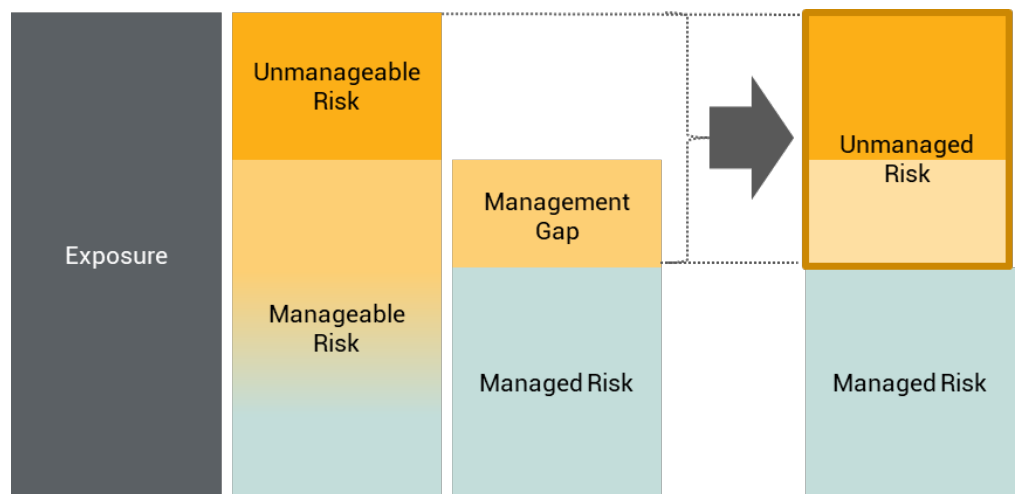 Exposure
Unmanageable
Risk
Manageable
Risk
Management
Gap
Managed Risk
Unmanaged
Risk
Managed Risk